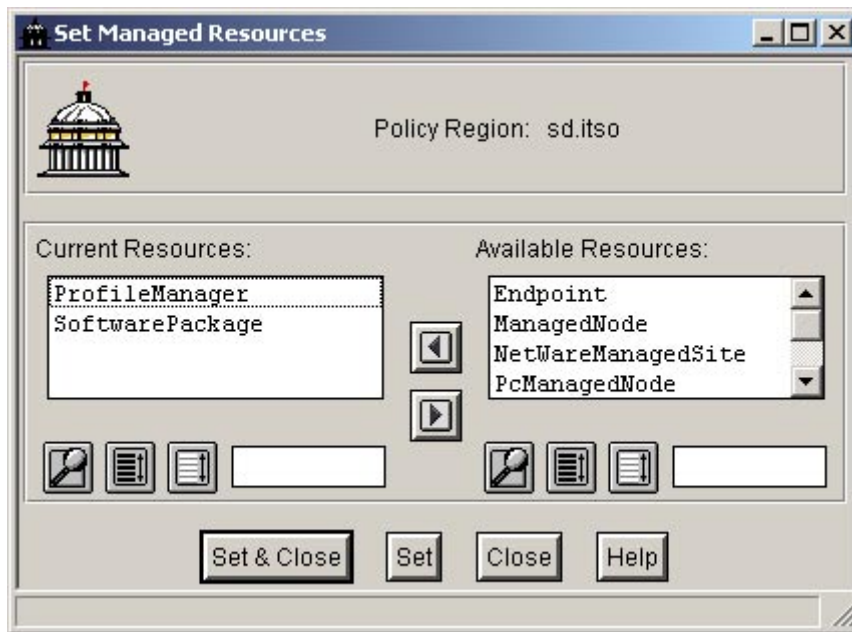 Set Managed Resources
Policy Region: sd.itso
Current Resources:
ProfileManager
SoftwarePackage
Available Resources:
Endpoint
ManagedNode
NetWareManagedSite
PcManagedNode
Set & Close
Set
Close
Help